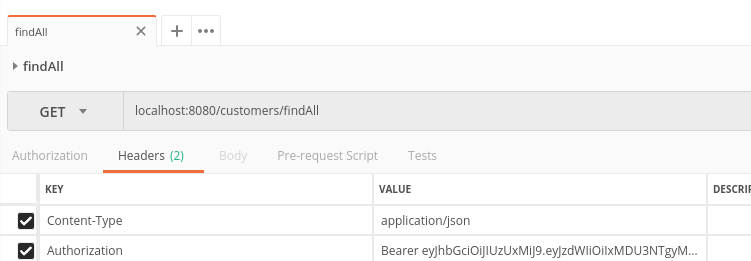 findAll
findAll
GET localhost:8080/customers/findAll
Authorization Headers (2) Body Pre-request Script Tests
KEY VALUE DESCRIP
Content-Type application/json
Authorization Bearer eyJhbGciOiJIUzUxMiJ9.eyJzdWIiOiIxMDU3NTgyM...